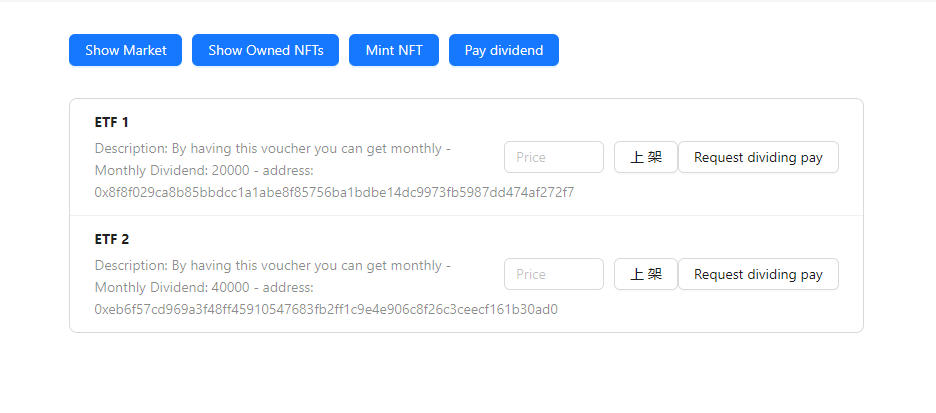 Show Market Show Owned NFTs Mint NFT Pay dividend
ETF 1
Description: By having this voucher you can get monthly -
Monthly Dividend: 20000 - address:
0x8f8f029ca8b85bbdcc1a1abe8f85756ba1bdbe14dc9973fb5987dd474af272f7
Price 上 架 Request dividing pay
ETF 2
Description: By having this voucher you can get monthly -
Monthly Dividend: 40000 - address:
0xeb6f57cd969a3f48ff45910547683fb2ff1c9e4e906c8f26c3ceecf161b30ad0
Price 上 架 Request dividing pay